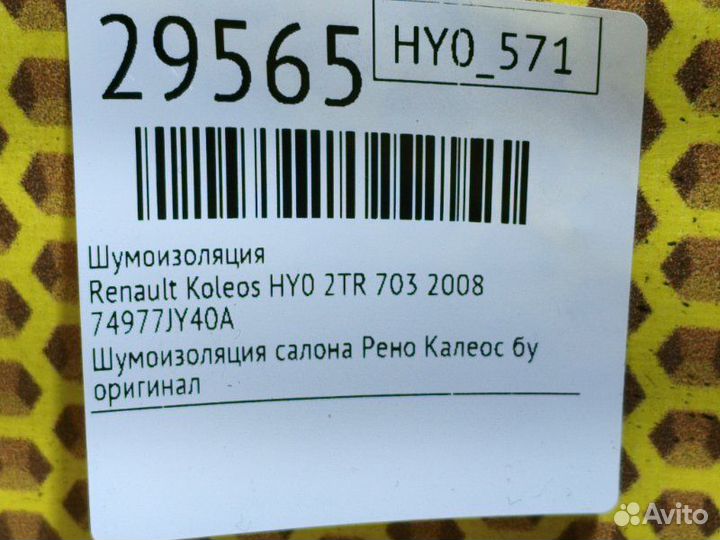 29565
HY0_571
Шумоизоляция
Renault Koleos HY0 2TR 703 2008
74977JY40A
Шумоизоляция салона Рено Калеос бу
оригинал
Avito